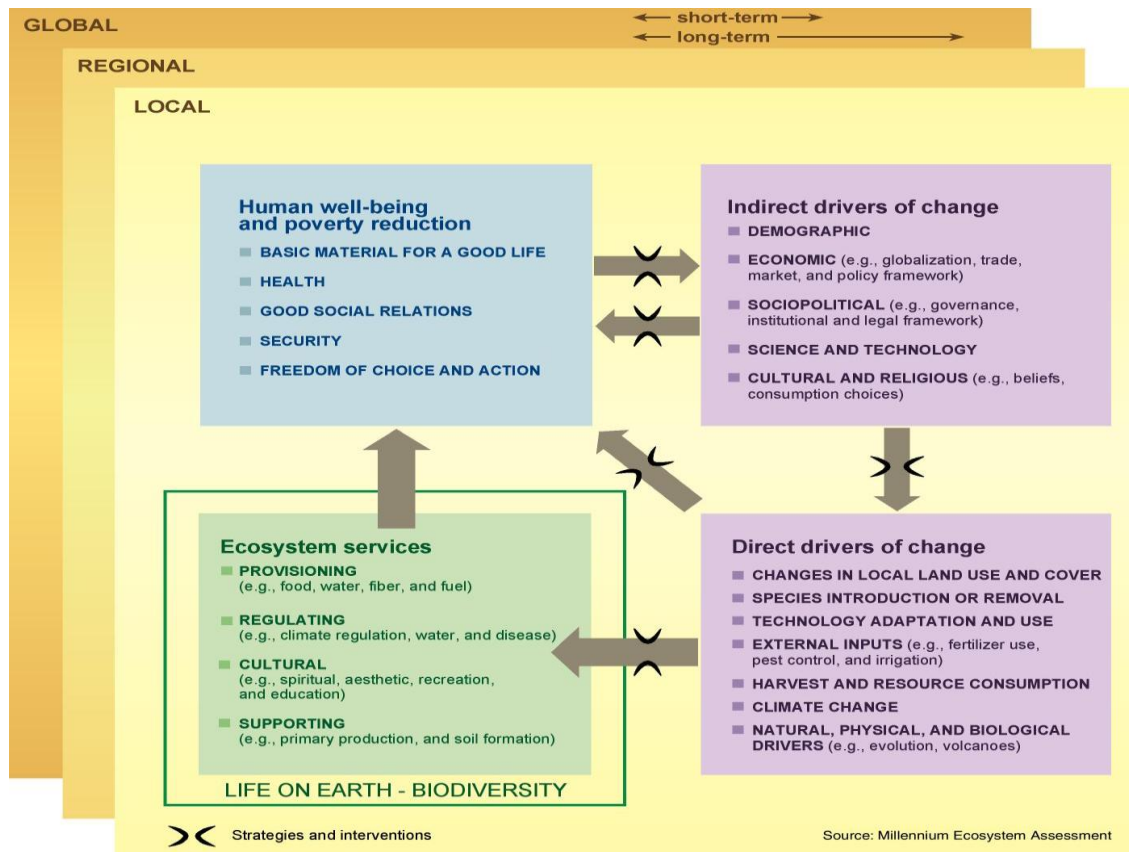 GLOBAL
short-term
long-term
REGIONAL
LOCAL
Human well-being
and poverty reduction
BASIC MATERIAL FOR A GOOD LIFE
HEALTH
GOOD SOCIAL RELATIONS
SECURITY
FREEDOM OF CHOICE AND ACTION
Indirect drivers of change
DEMOGRAPHIC
ECONOMIC (e.g., globalization, trade,
market, and policy framework)
SOCIOPOLITICAL (e.g., governance,
institutional and legal framework)
SCIENCE AND TECHNOLOGY
CULTURAL AND RELIGIOUS (e.g., beliefs,
consumption choices)
Ecosystem services
PROVISIONING
(e.g., food, water, fiber, and fuel)
REGULATING
(e.g., climate regulation, water, and disease)
CULTURAL
(e.g., spiritual, aesthetic, recreation,
and education)
SUPPORTING
(e.g., primary production, and soil formation)
LIFE ON EARTH - BIODIVERSITY
Direct drivers of change
CHANGES IN LOCAL LAND USE AND COVER
SPECIES INTRODUCTION OR REMOVAL
TECHNOLOGY ADAPTATION AND USE
EXTERNAL INPUTS (e.g., fertilizer use,
pest control, and irrigation)
HARVEST AND RESOURCE CONSUMPTION
CLIMATE CHANGE
NATURAL, PHYSICAL, AND BIOLOGICAL
DRIVERS (e.g., evolution, volcanoes)
Strategies and interventions
Source: Millennium Ecosystem Assessment